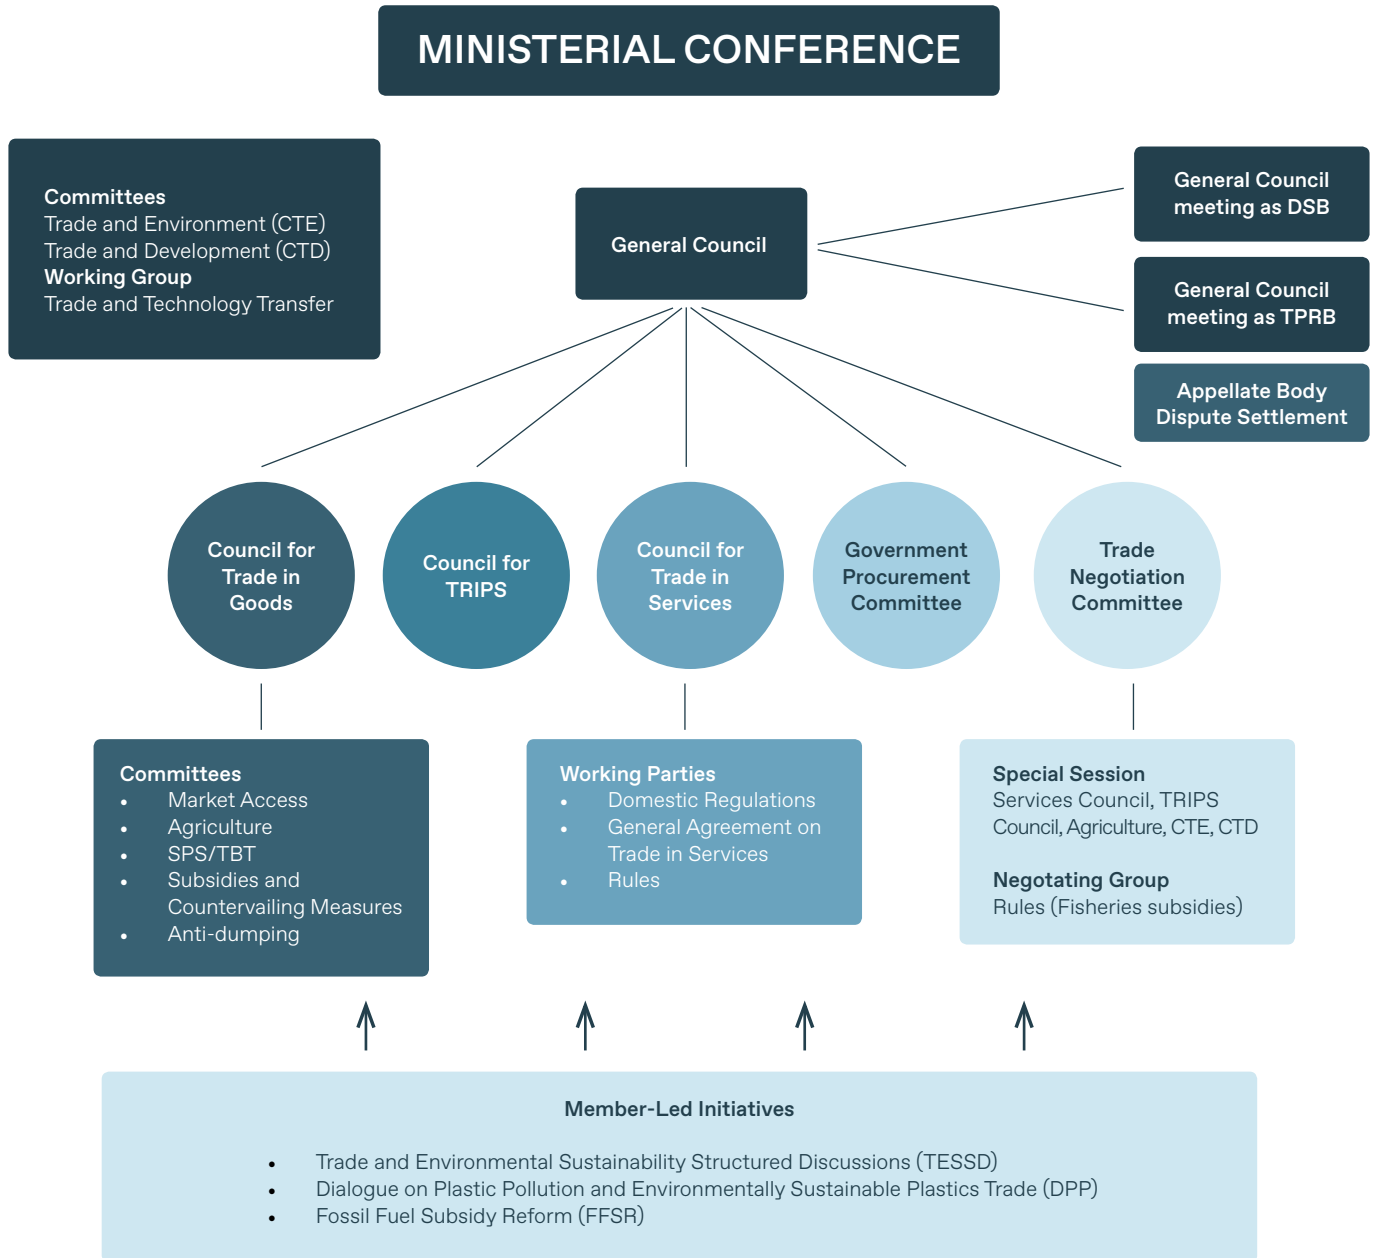 MINISTERIAL CONFERENCE
Committees
Trade and Environment (CTE)
Trade and Development (CTD)
Working Group
Trade and Technology Transfer
General Council
General Council
meeting as DSB
General Council
meeting as TPRB
Appellate Body
Dispute Settlement
Council for
Trade in
Goods
Council for
TRIPS
Council for
Trade in
Services
Government
Procurement
Committee
Trade
Negotiation
Committee
Committees
• Market Access
• Agriculture
• SPS/TBT
• Subsidies and
Countervailing Measures
• Anti-dumping
Working Parties
• Domestic Regulations
• General Agreement on
Trade in Services
• Rules
Special Session
Services Council, TRIPS
Council, Agriculture, CTE, CTD
Negotating Group
Rules (Fisheries subsidies)
Member-Led Initiatives
• Trade and Environmental Sustainability Structured Discussions (TESSD)
• Dialogue on Plastic Pollution and Environmentally Sustainable Plastics Trade (DPP)
• Fossil Fuel Subsidy Reform (FFSR)